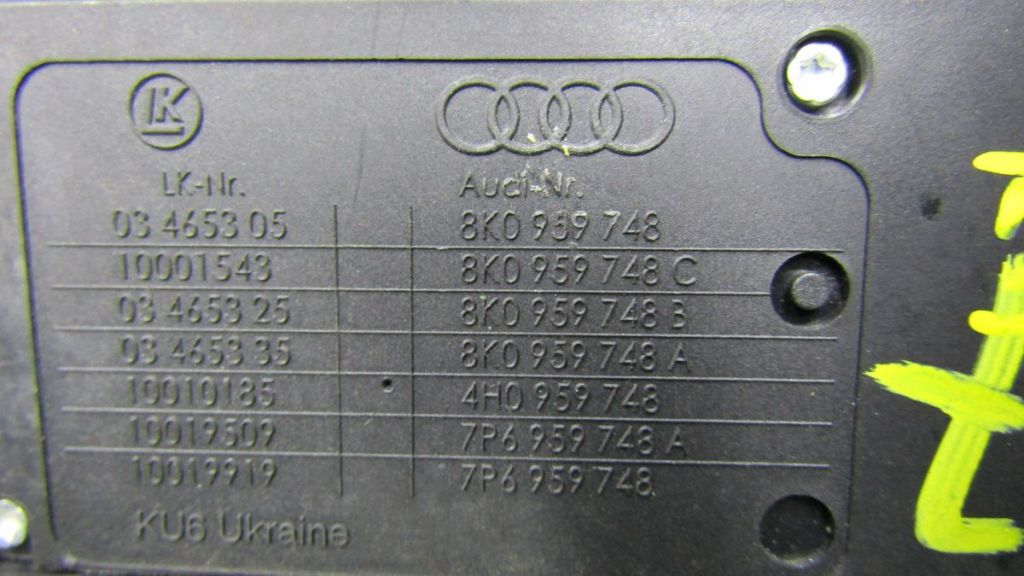 LK
LK-Nr. Audi-Nr.
03 4653 05 8K0 959 748
10001543 8K0 959 748 C
03 4653 25 8K0 959 748 B
03 4653 35 8K0 959 748 A
10010185 4H0 959 748
10019509 7P6 959 748 A
10019919 7P6 959 748
KU6 Ukraine